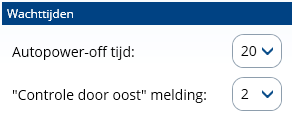 Wachttijden
Autopower-off tijd: 20
"Controle door oost" melding: 2